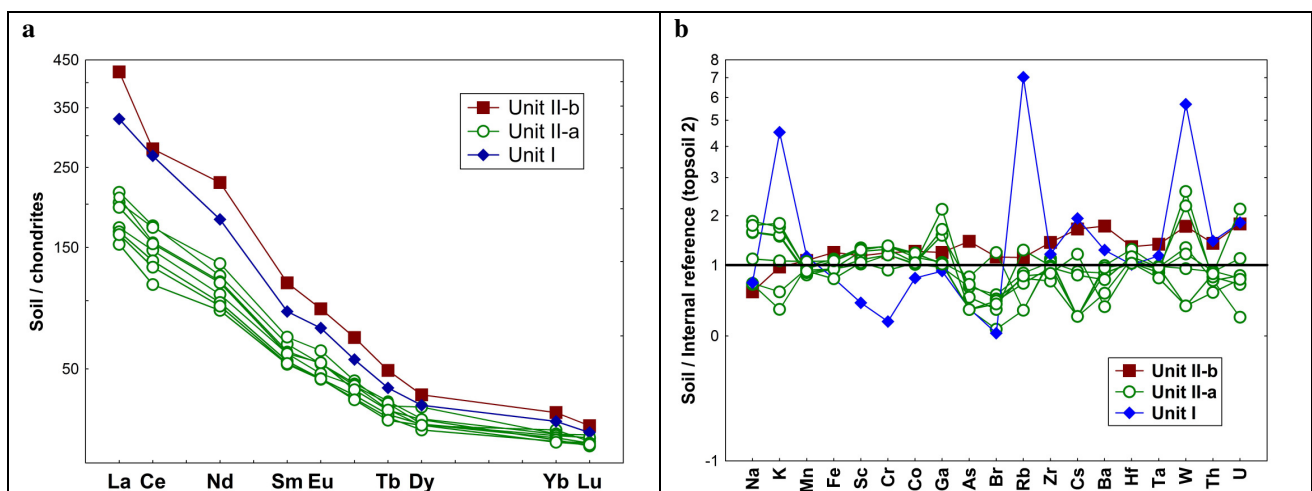 a
450
350
250
150
50
Soil / chondrites
Unit II-b
Unit II-a
Unit I
La Ce Nd Sm Eu Tb Dy Yb Lu
b
8
7
6
5
4
3
2
1
0
-1
Soil / Internal reference (topsoil 2)
Unit II-b
Unit II-a
Unit I
Na K Mn Fe Sc Cr Co Ga As Br Rb Zr Cs Ba Hf Ta W Th U